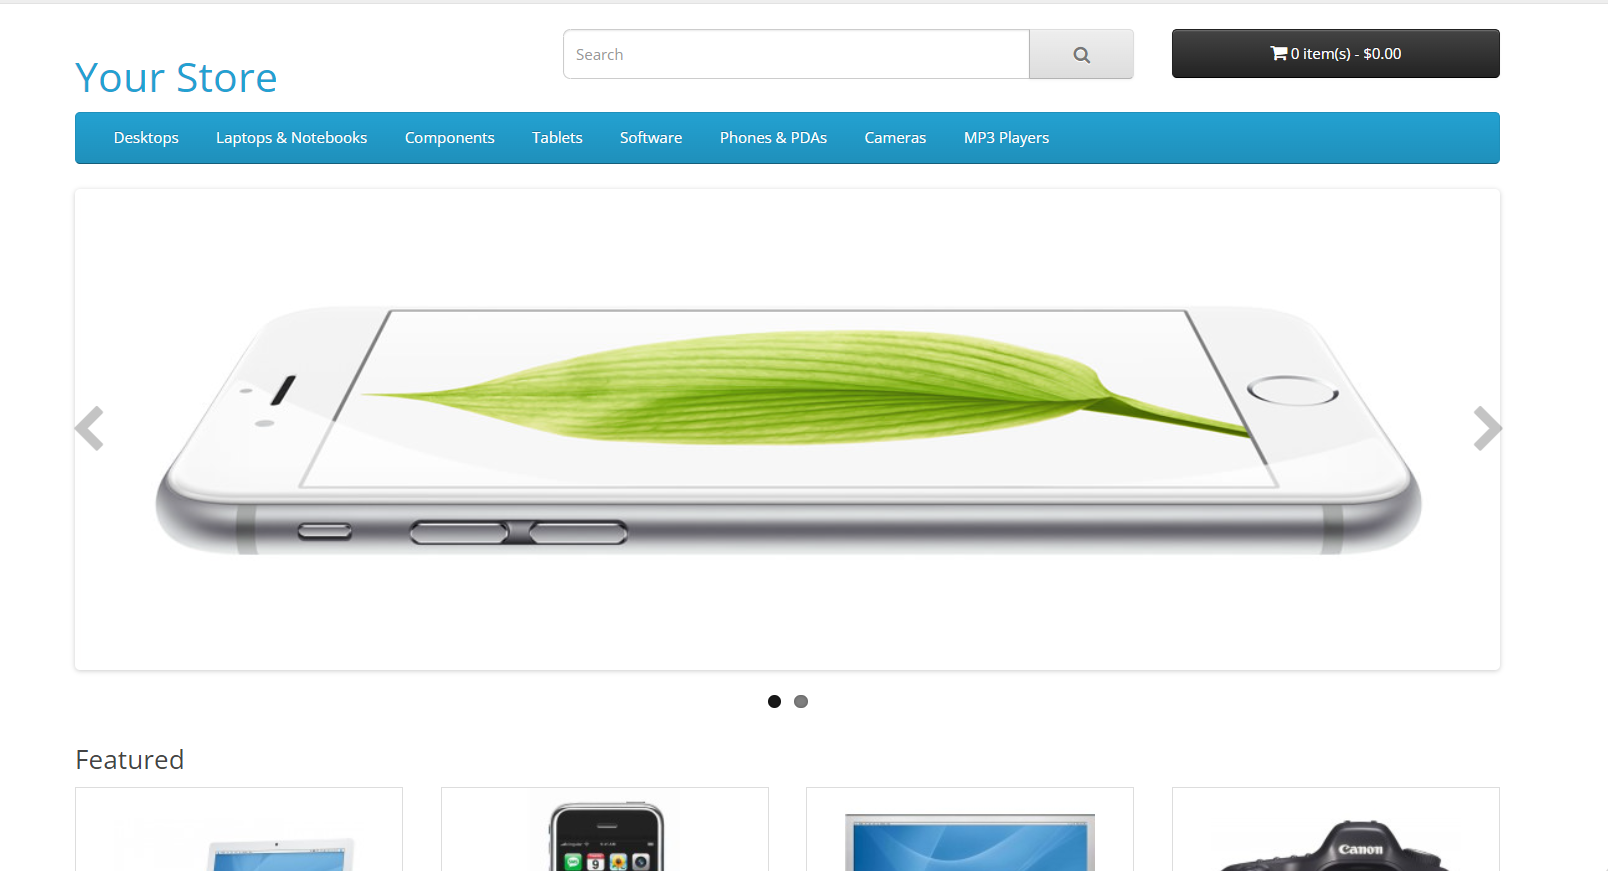 Search
0 item(s) - $0.00
Your Store
Desktops Laptops & Notebooks Components Tablets Software Phones & PDAs Cameras MP3 Players
Featured
9
Canon